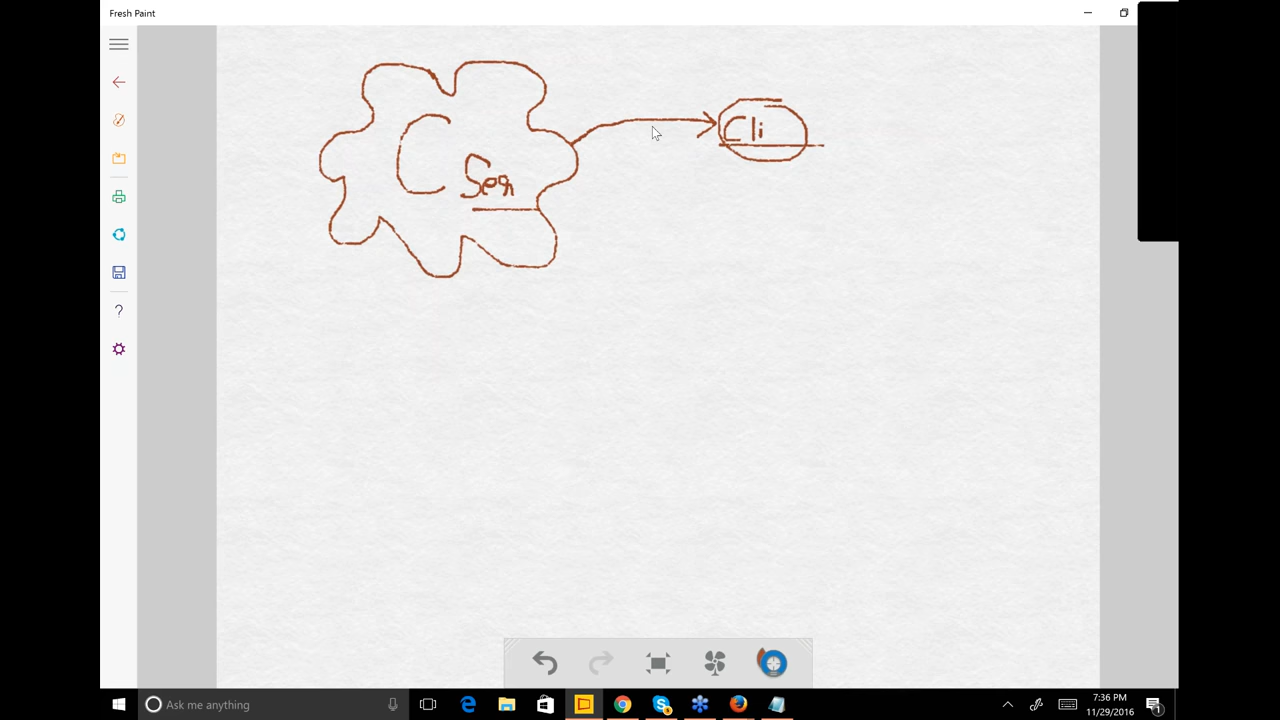 Fresh Paint
C
Cli
Ser
?
Ask me anything
7:36 PM
11/29/2016